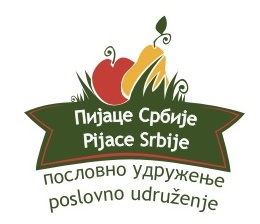 Пијаце Србије
Pijace Srbije
пословно удружење
poslovno udruženje